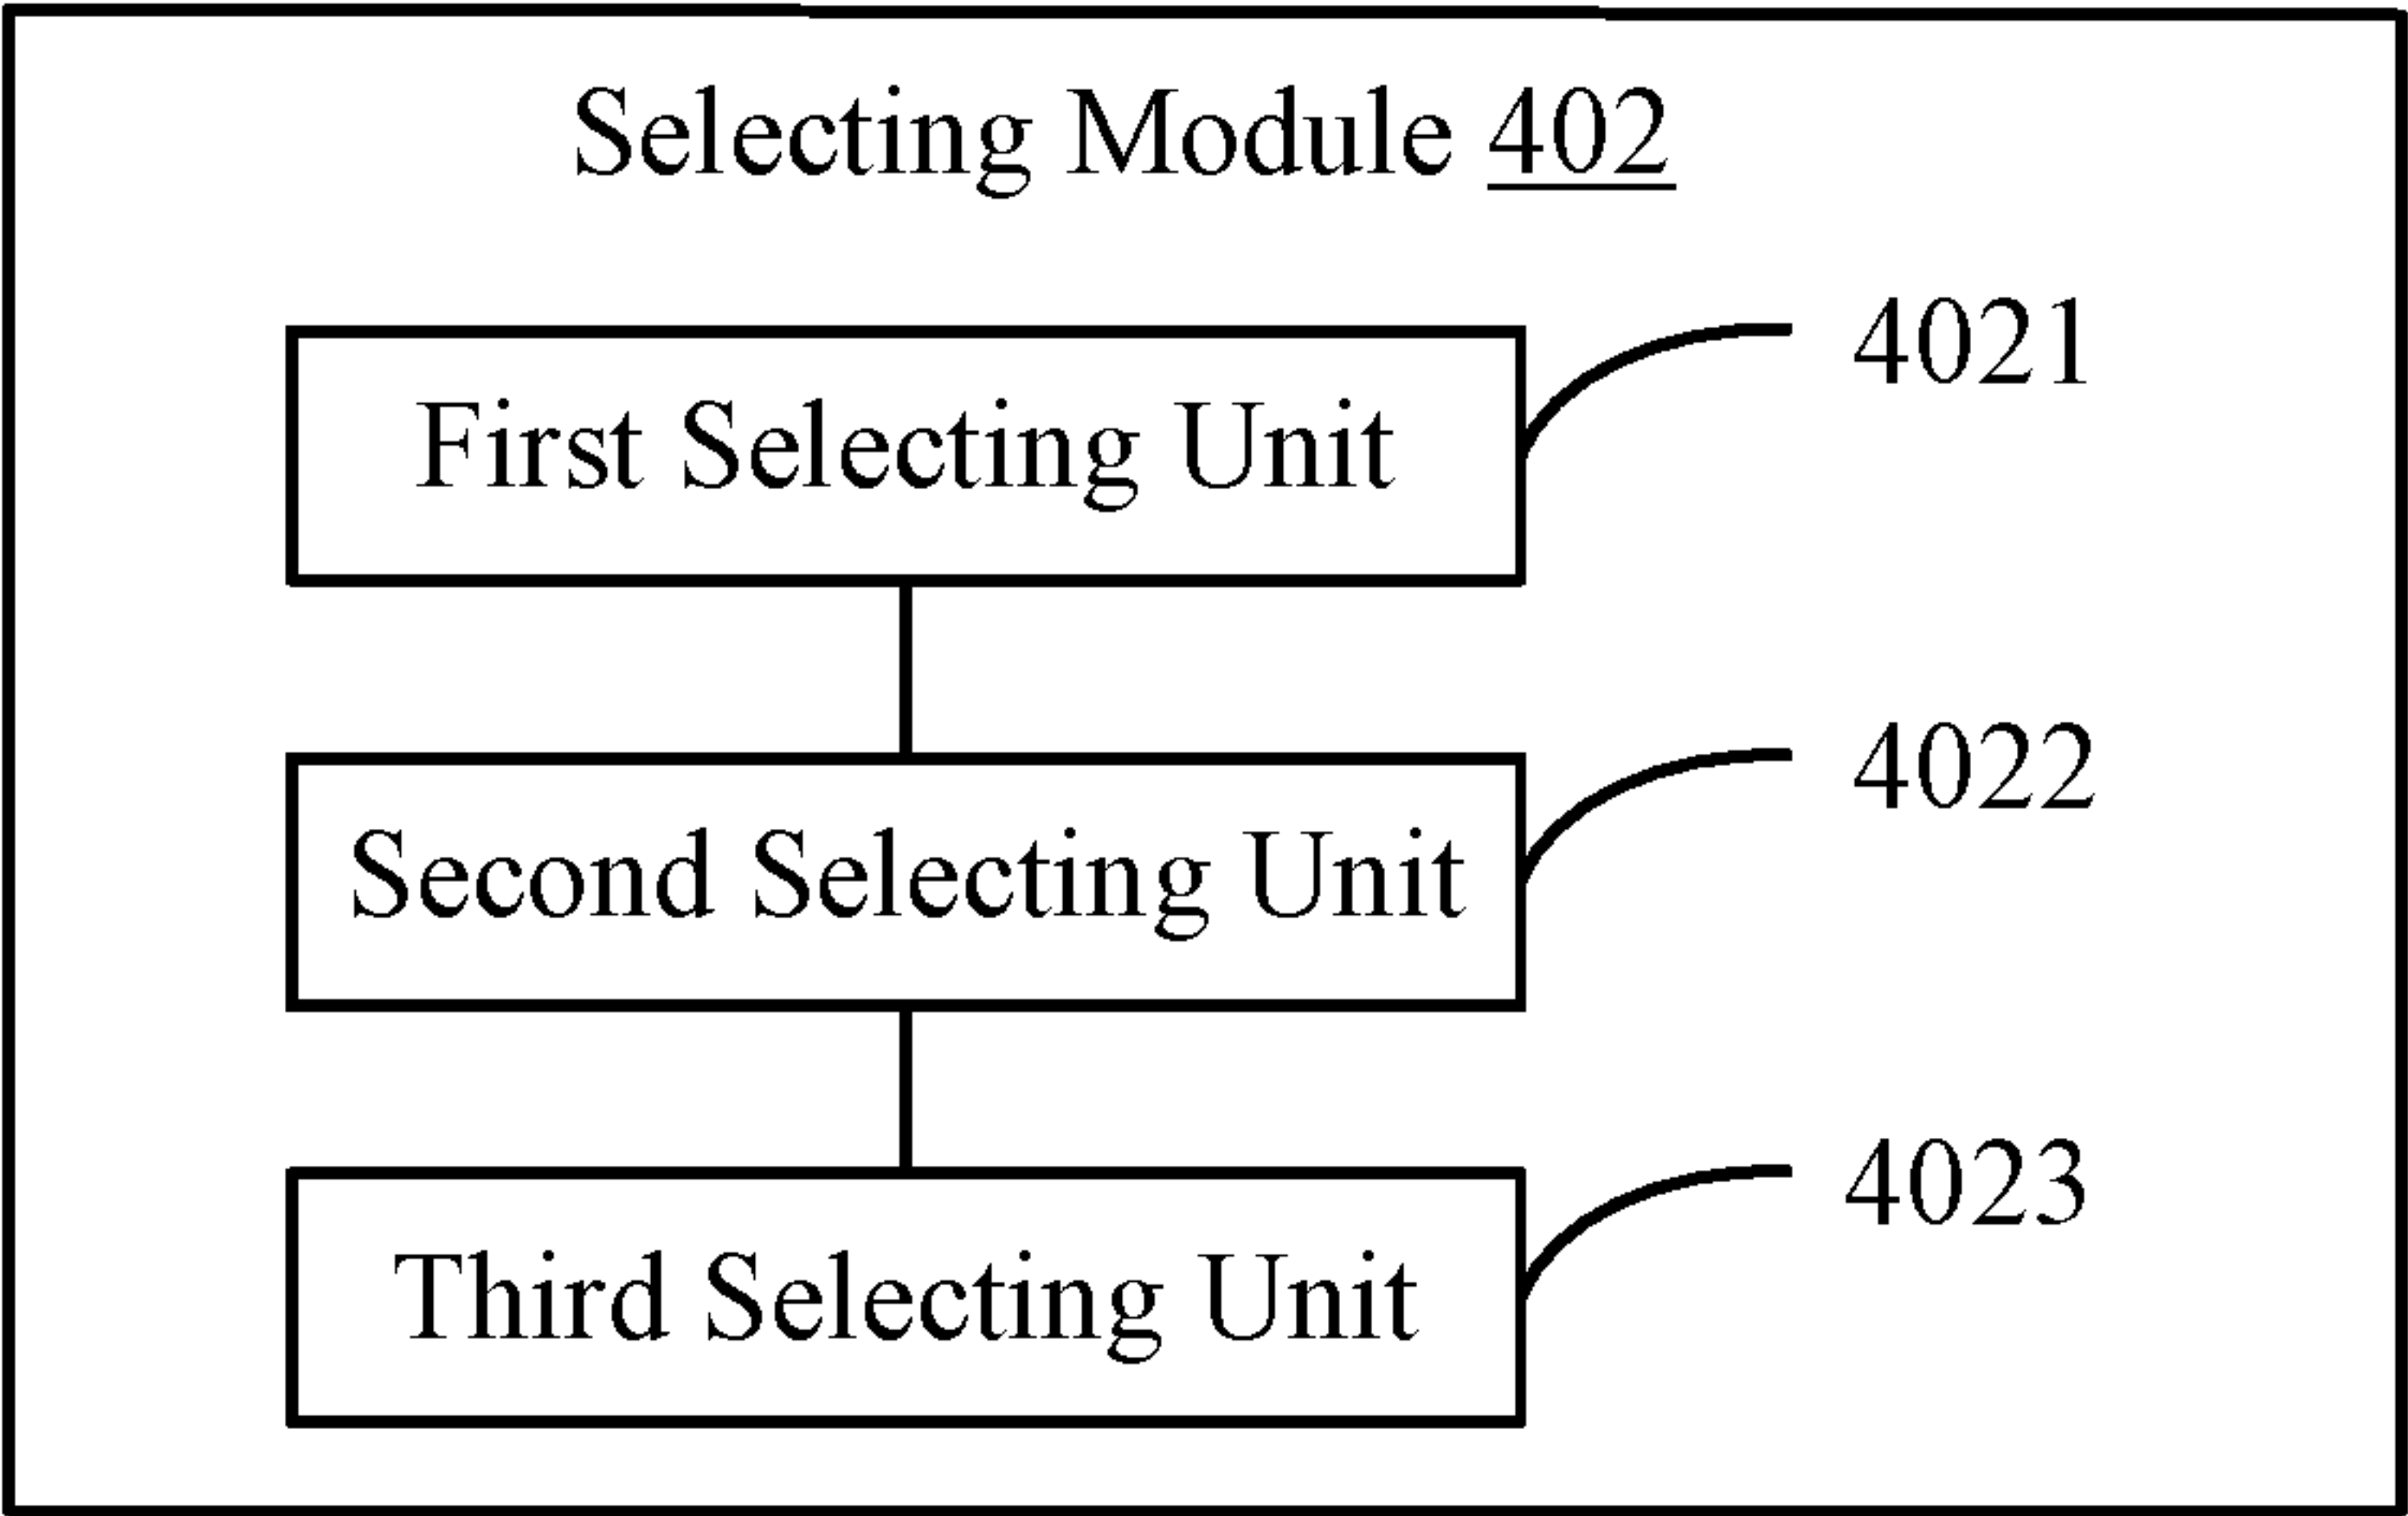 Selecting Module 402
4021
First Selecting Unit
4022
Second Selecting Unit
4023
Third Selecting Unit